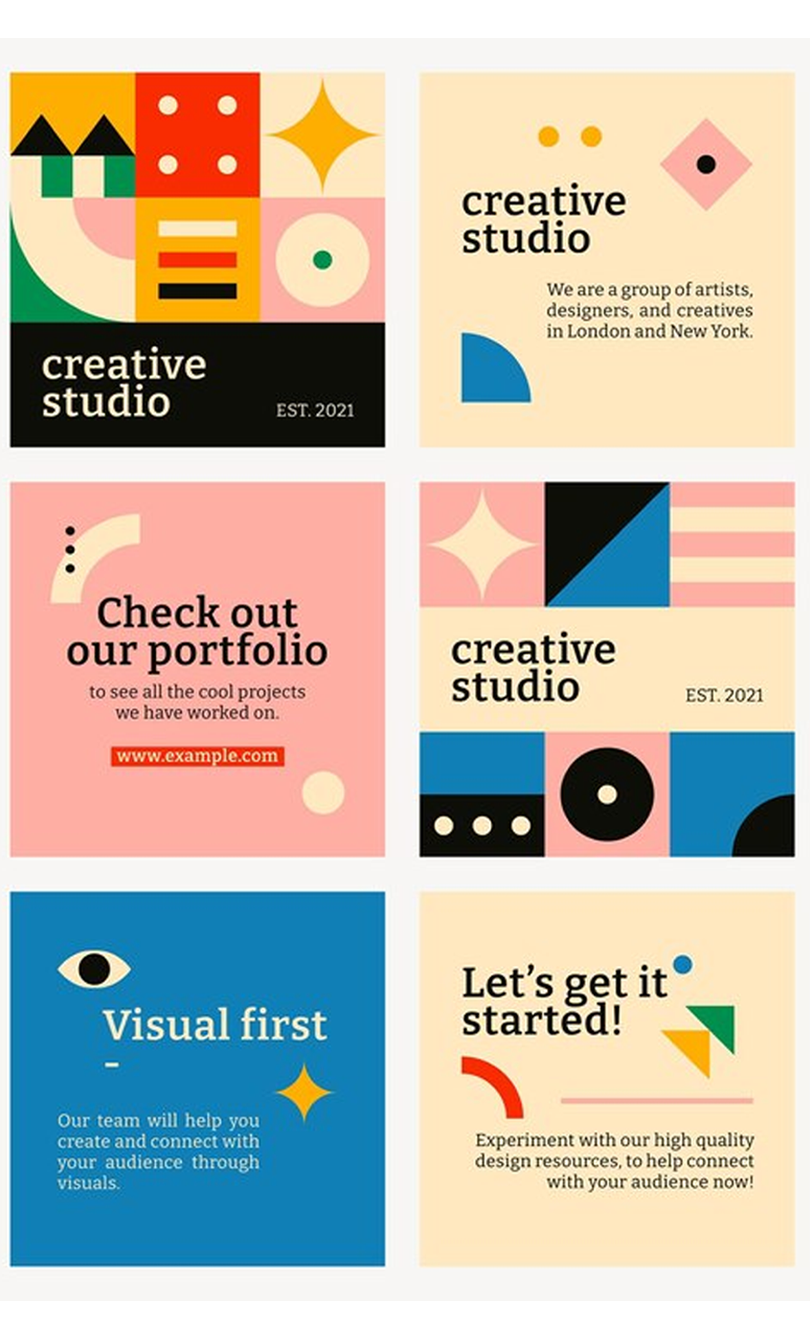 creative
studio
EST. 2021
creative
studio
We are a group of artists,
designers, and creatives
in London and New York.
Check out
our portfolio
to see all the cool projects
we have worked on.
www.example.com
creative
studio
EST. 2021
Visual first
-
Our team will help you
create and connect with
your audience through
visuals.
Let’s get it
started!
Experiment with our high quality
design resources, to help connect
with your audience now!